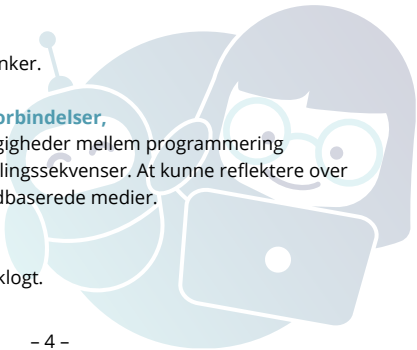 nker.
orbindelser,
gigheder mellem programmering
lingssekvenser. At kunne reflektere over
dbaserede medier.
klogt.
– 4 –